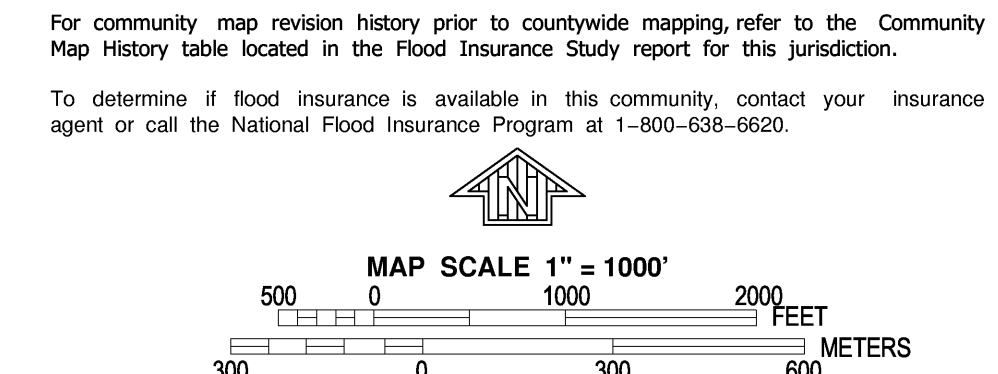 For community map revision history prior to countywide mapping, refer to the Community
Map History table located in the Flood Insurance Study report for this jurisdiction.
To determine if flood insurance is available in this community, contact your insurance
agent or call the National Flood Insurance Program at 1-800-638-6620.
N
MAP SCALE 1" = 1000'
500 0 1000 2000
FEET
METERS
300 0 300 600